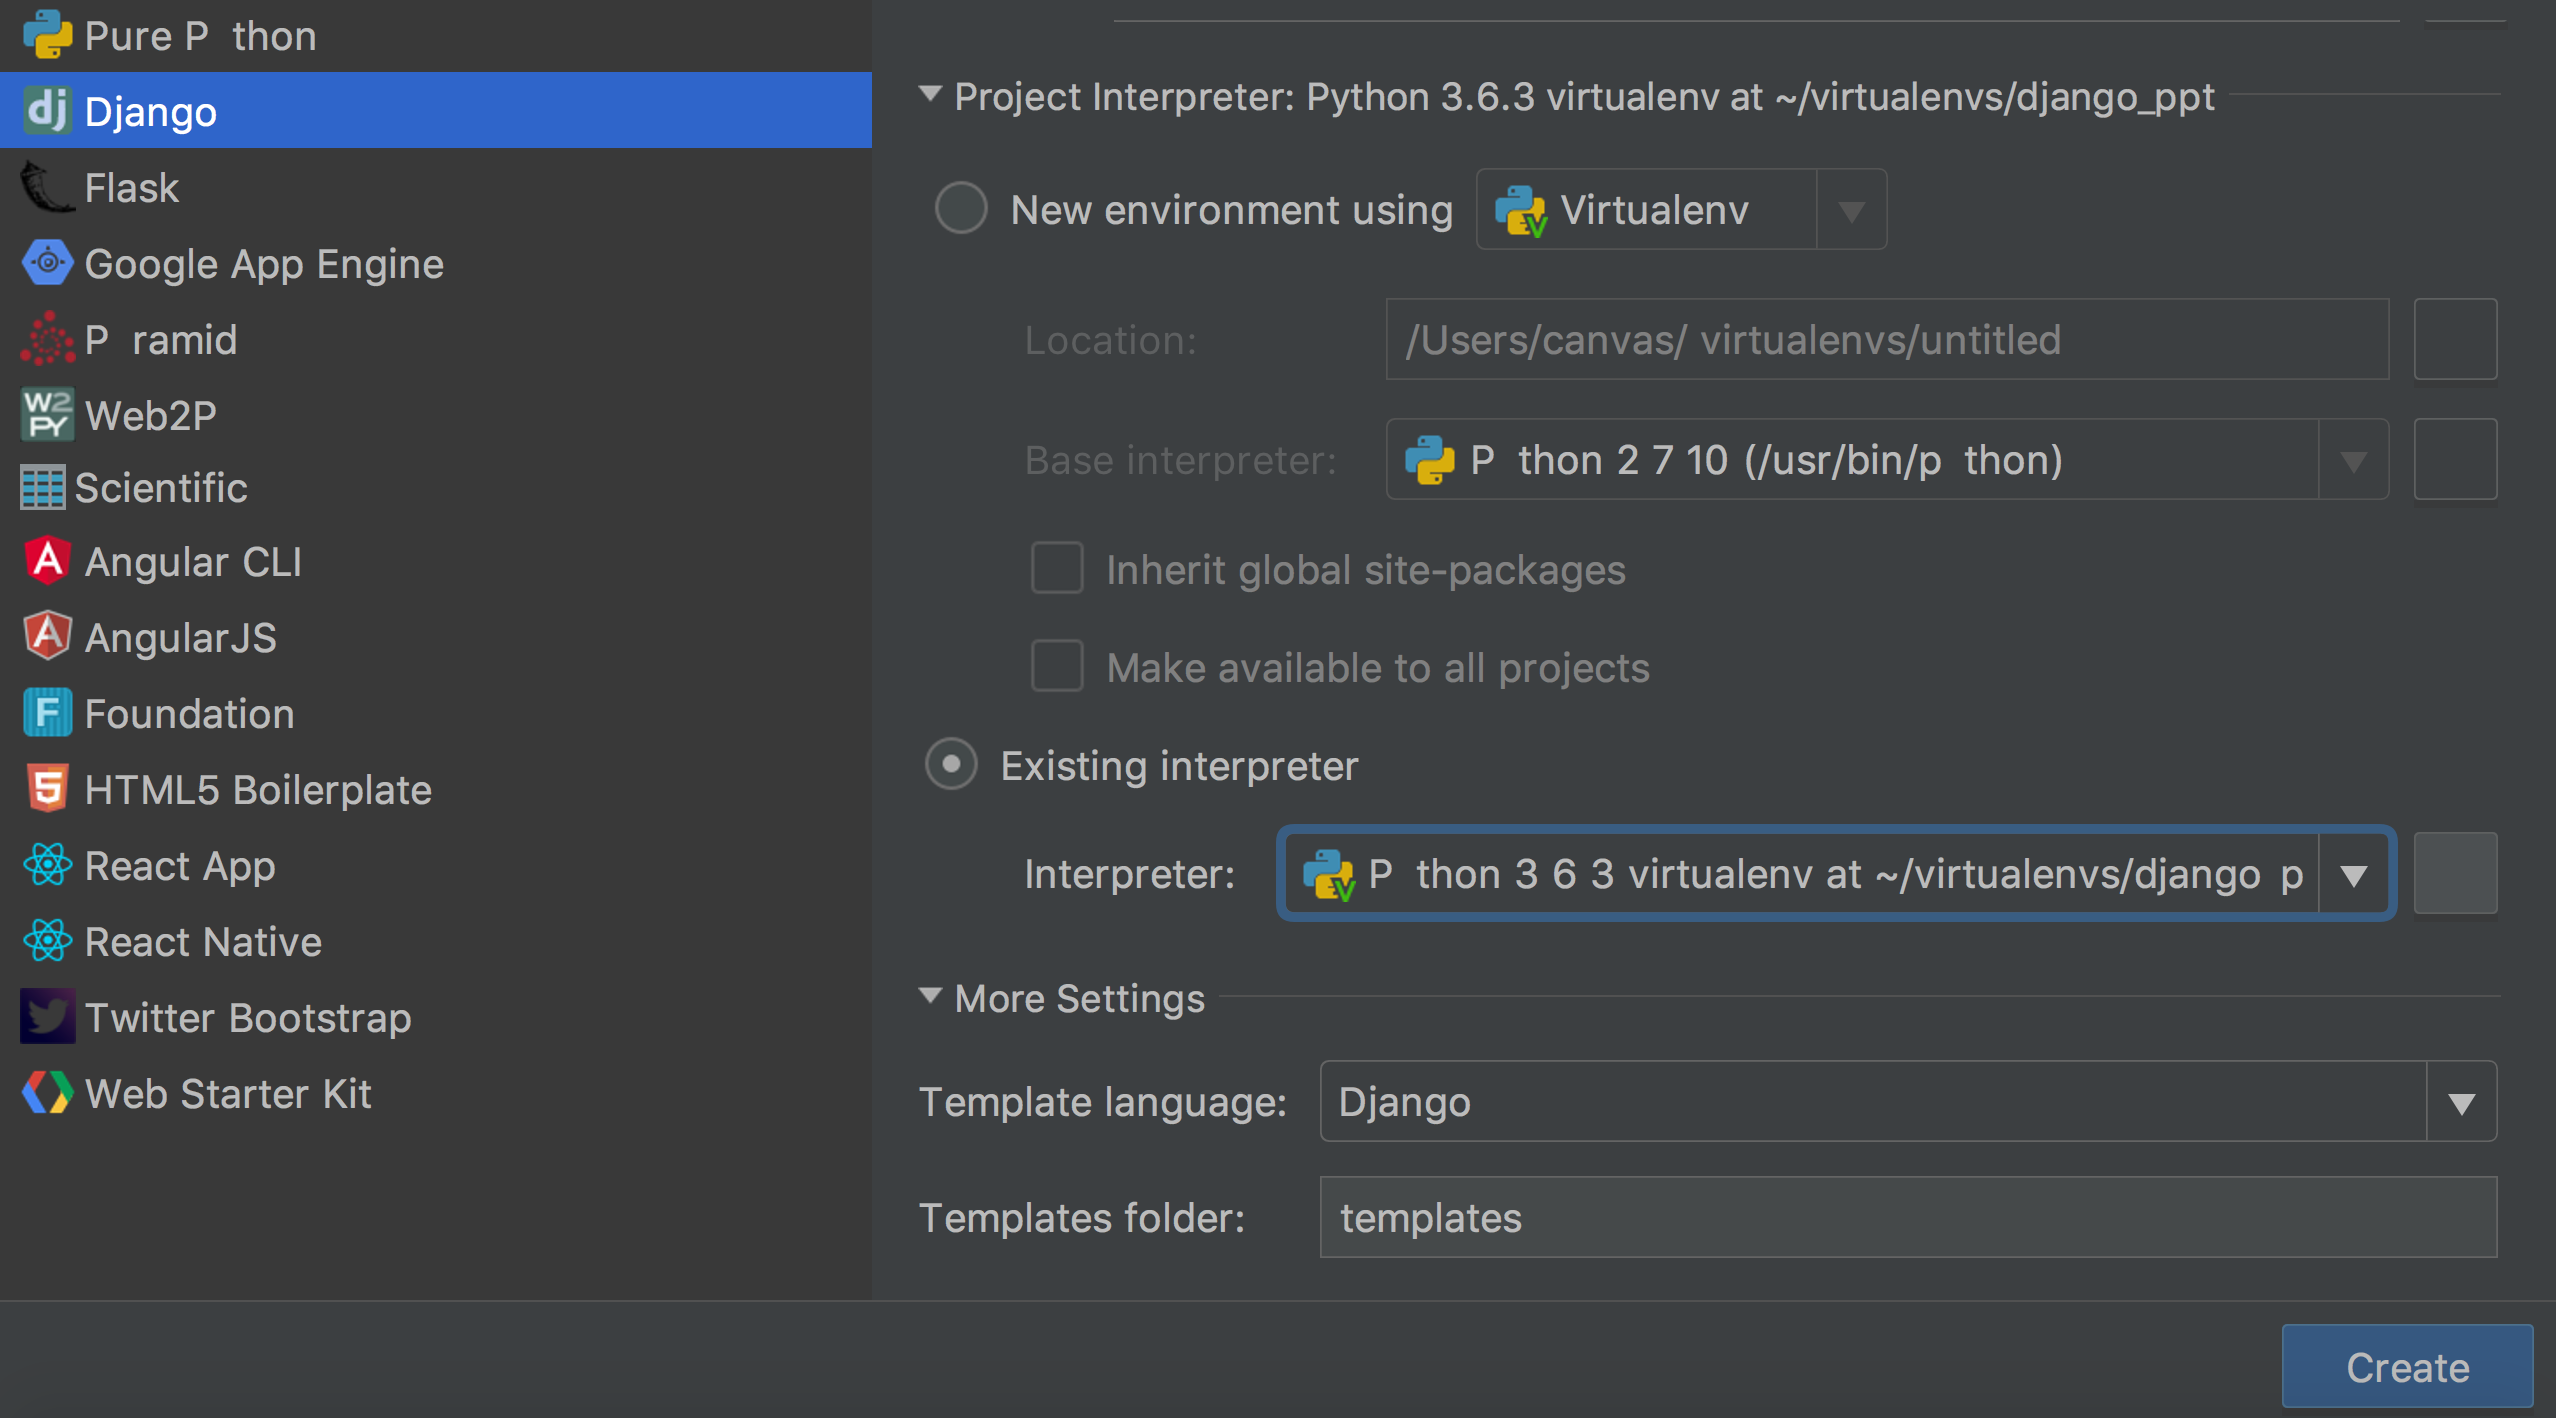 Pure P thon
Django
Flask
Google App Engine
P ramid
Web2P
Scientific
Angular CLI
AngularJS
Foundation
HTML5 Boilerplate
React App
React Native
Twitter Bootstrap
Web Starter Kit
Project Interpreter: Python 3.6.3 virtualenv at ~/virtualenvs/django_ppt
New environment using Virtualenv
Location: /Users/canvas/ virtualenvs/untitled
Base interpreter: P thon 2 7 10 (/usr/bin/p thon)
Inherit global site-packages
Make available to all projects
Existing interpreter
Interpreter: P thon 3 6 3 virtualenv at ~/virtualenvs/django p
More Settings
Template language: Django
Templates folder: templates
Create